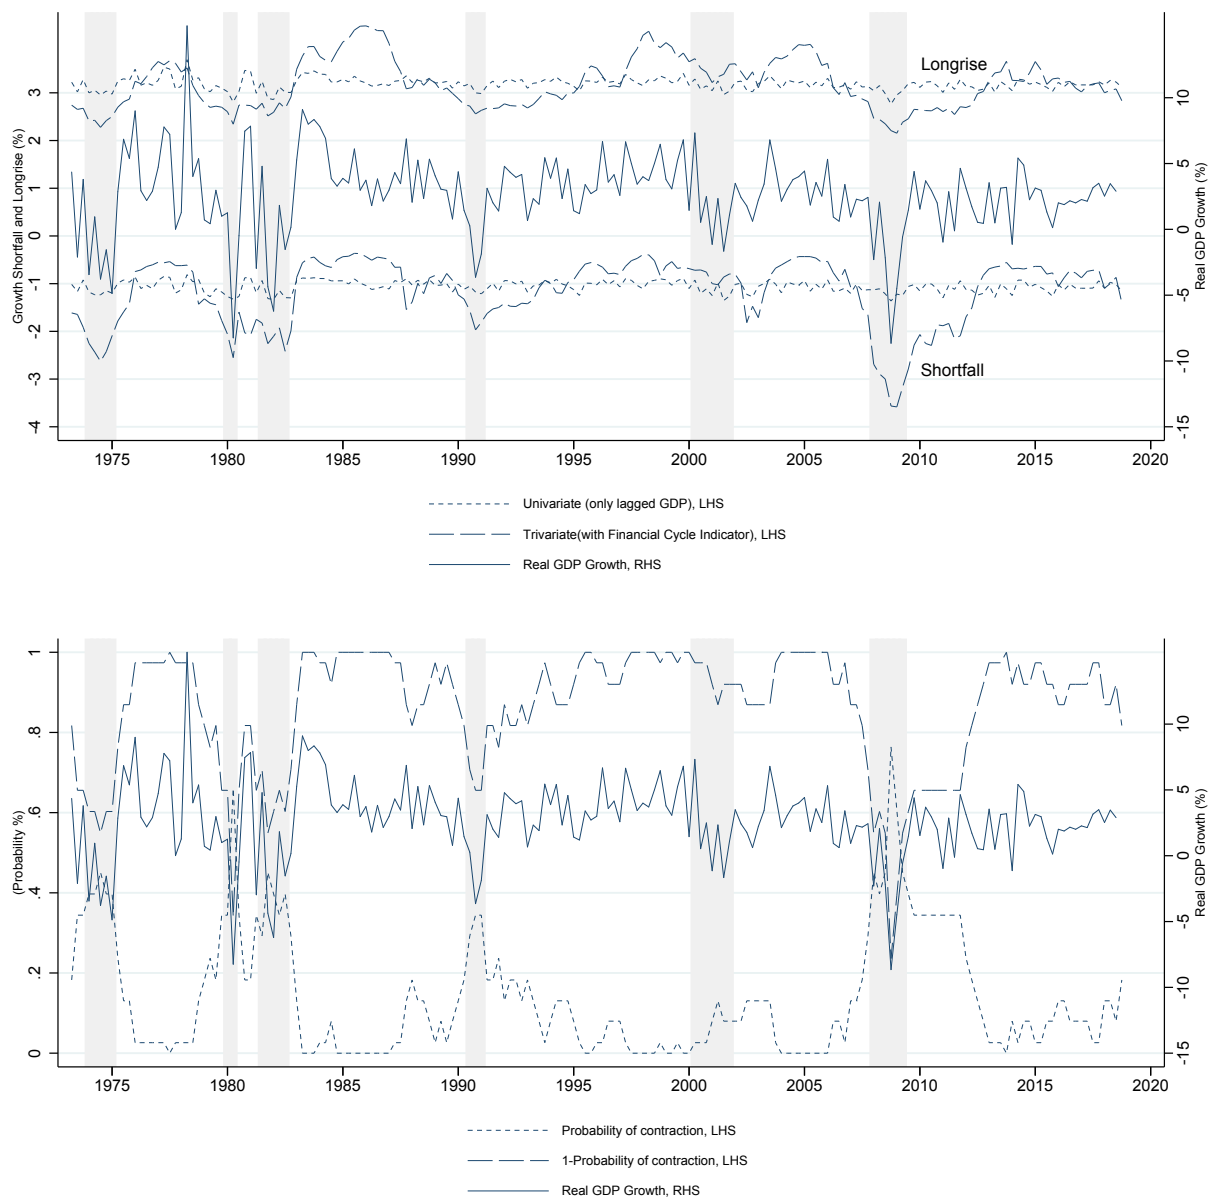 Growth Shortfall and Longrise (%)
3
2
1
0
-1
-2
-3
-4
Longrise
Shortfall
10
5
0
-5
-10
-15
Real GDP Growth (%)
1975 1980 1985 1990 1995 2000 2005 2010 2015 2020
Univariate (only lagged GDP), LHS
Trivariate(with Financial Cycle Indicator), LHS
Real GDP Growth, RHS
(Probability %)
1
.8
.6
.4
.2
0
10
5
0
-5
-10
-15
Real GDP Growth (%)
1975 1980 1985 1990 1995 2000 2005 2010 2015 2020
Probability of contraction, LHS
1-Probability of contraction, LHS
Real GDP Growth, RHS